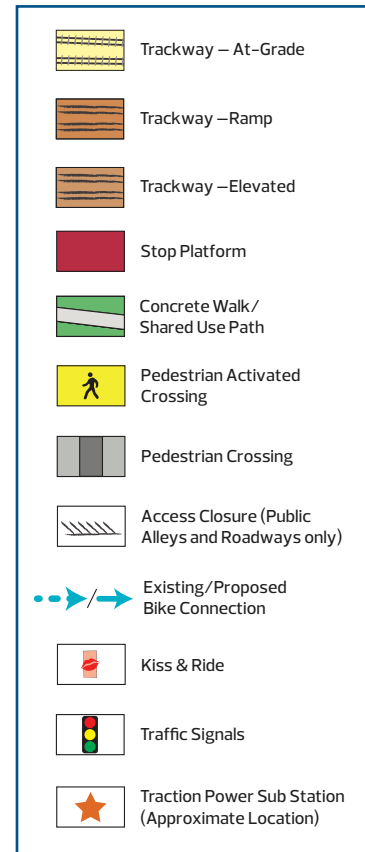 Trackway – At-Grade
Trackway –Ramp
Trackway –Elevated
Stop Platform
Concrete Walk/
Shared Use Path
Pedestrian Activated
Crossing
Pedestrian Crossing
Access Closure (Public
Alleys and Roadways only)
/
Existing/Proposed
Bike Connection
Kiss & Ride
Traffic Signals
Traction Power Sub Station
(Approximate Location)